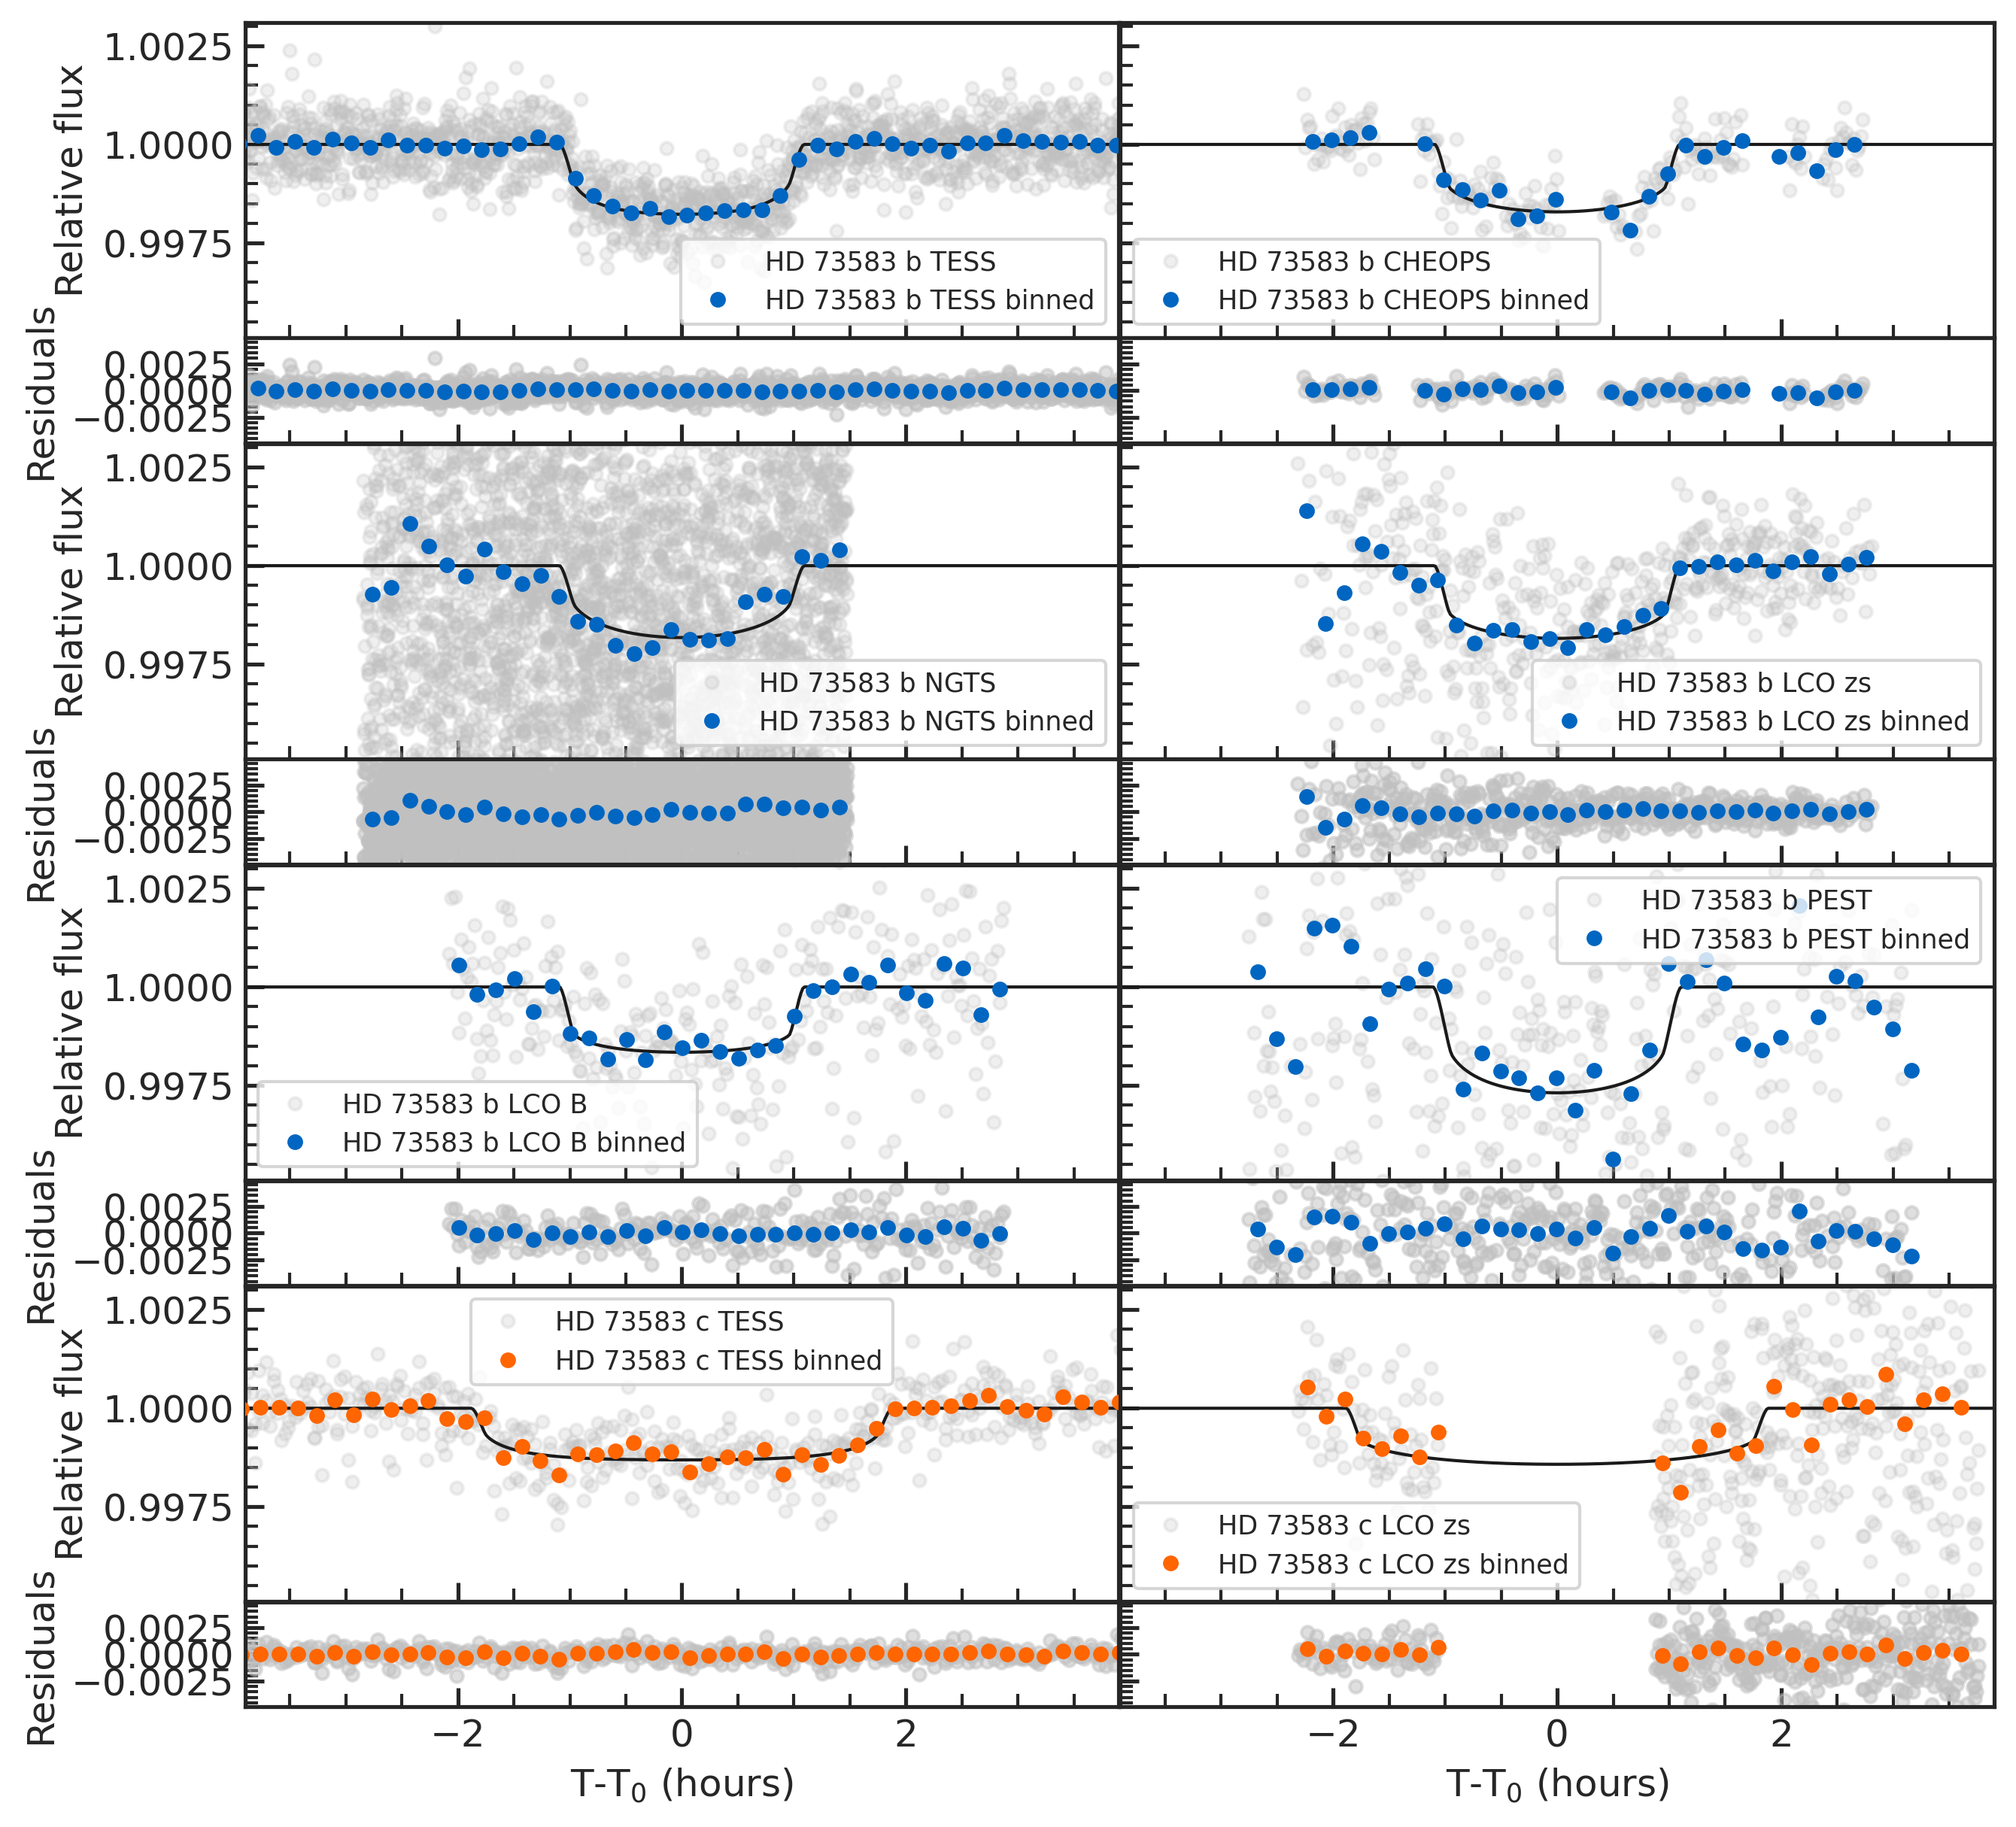 Relative flux
1.0025
1.0000
0.9975
HD 73583 b TESS
HD 73583 b TESS binned
HD 73583 b CHEOPS
HD 73583 b CHEOPS binned
Residuals
0.0025
0.0000
−0.0025
Relative flux
1.0025
1.0000
0.9975
HD 73583 b NGTS
HD 73583 b NGTS binned
HD 73583 b LCO zs
HD 73583 b LCO zs binned
Residuals
0.0025
0.0000
−0.0025
Relative flux
1.0025
1.0000
0.9975
HD 73583 b LCO B
HD 73583 b LCO B binned
HD 73583 b PEST
HD 73583 b PEST binned
Residuals
0.0025
0.0000
−0.0025
Relative flux
1.0025
1.0000
0.9975
HD 73583 c TESS
HD 73583 c TESS binned
HD 73583 c LCO zs
HD 73583 c LCO zs binned
Residuals
0.0025
0.0000
−0.0025
−2 0 2
−2 0 2
T-T₀ (hours)
T-T₀ (hours)